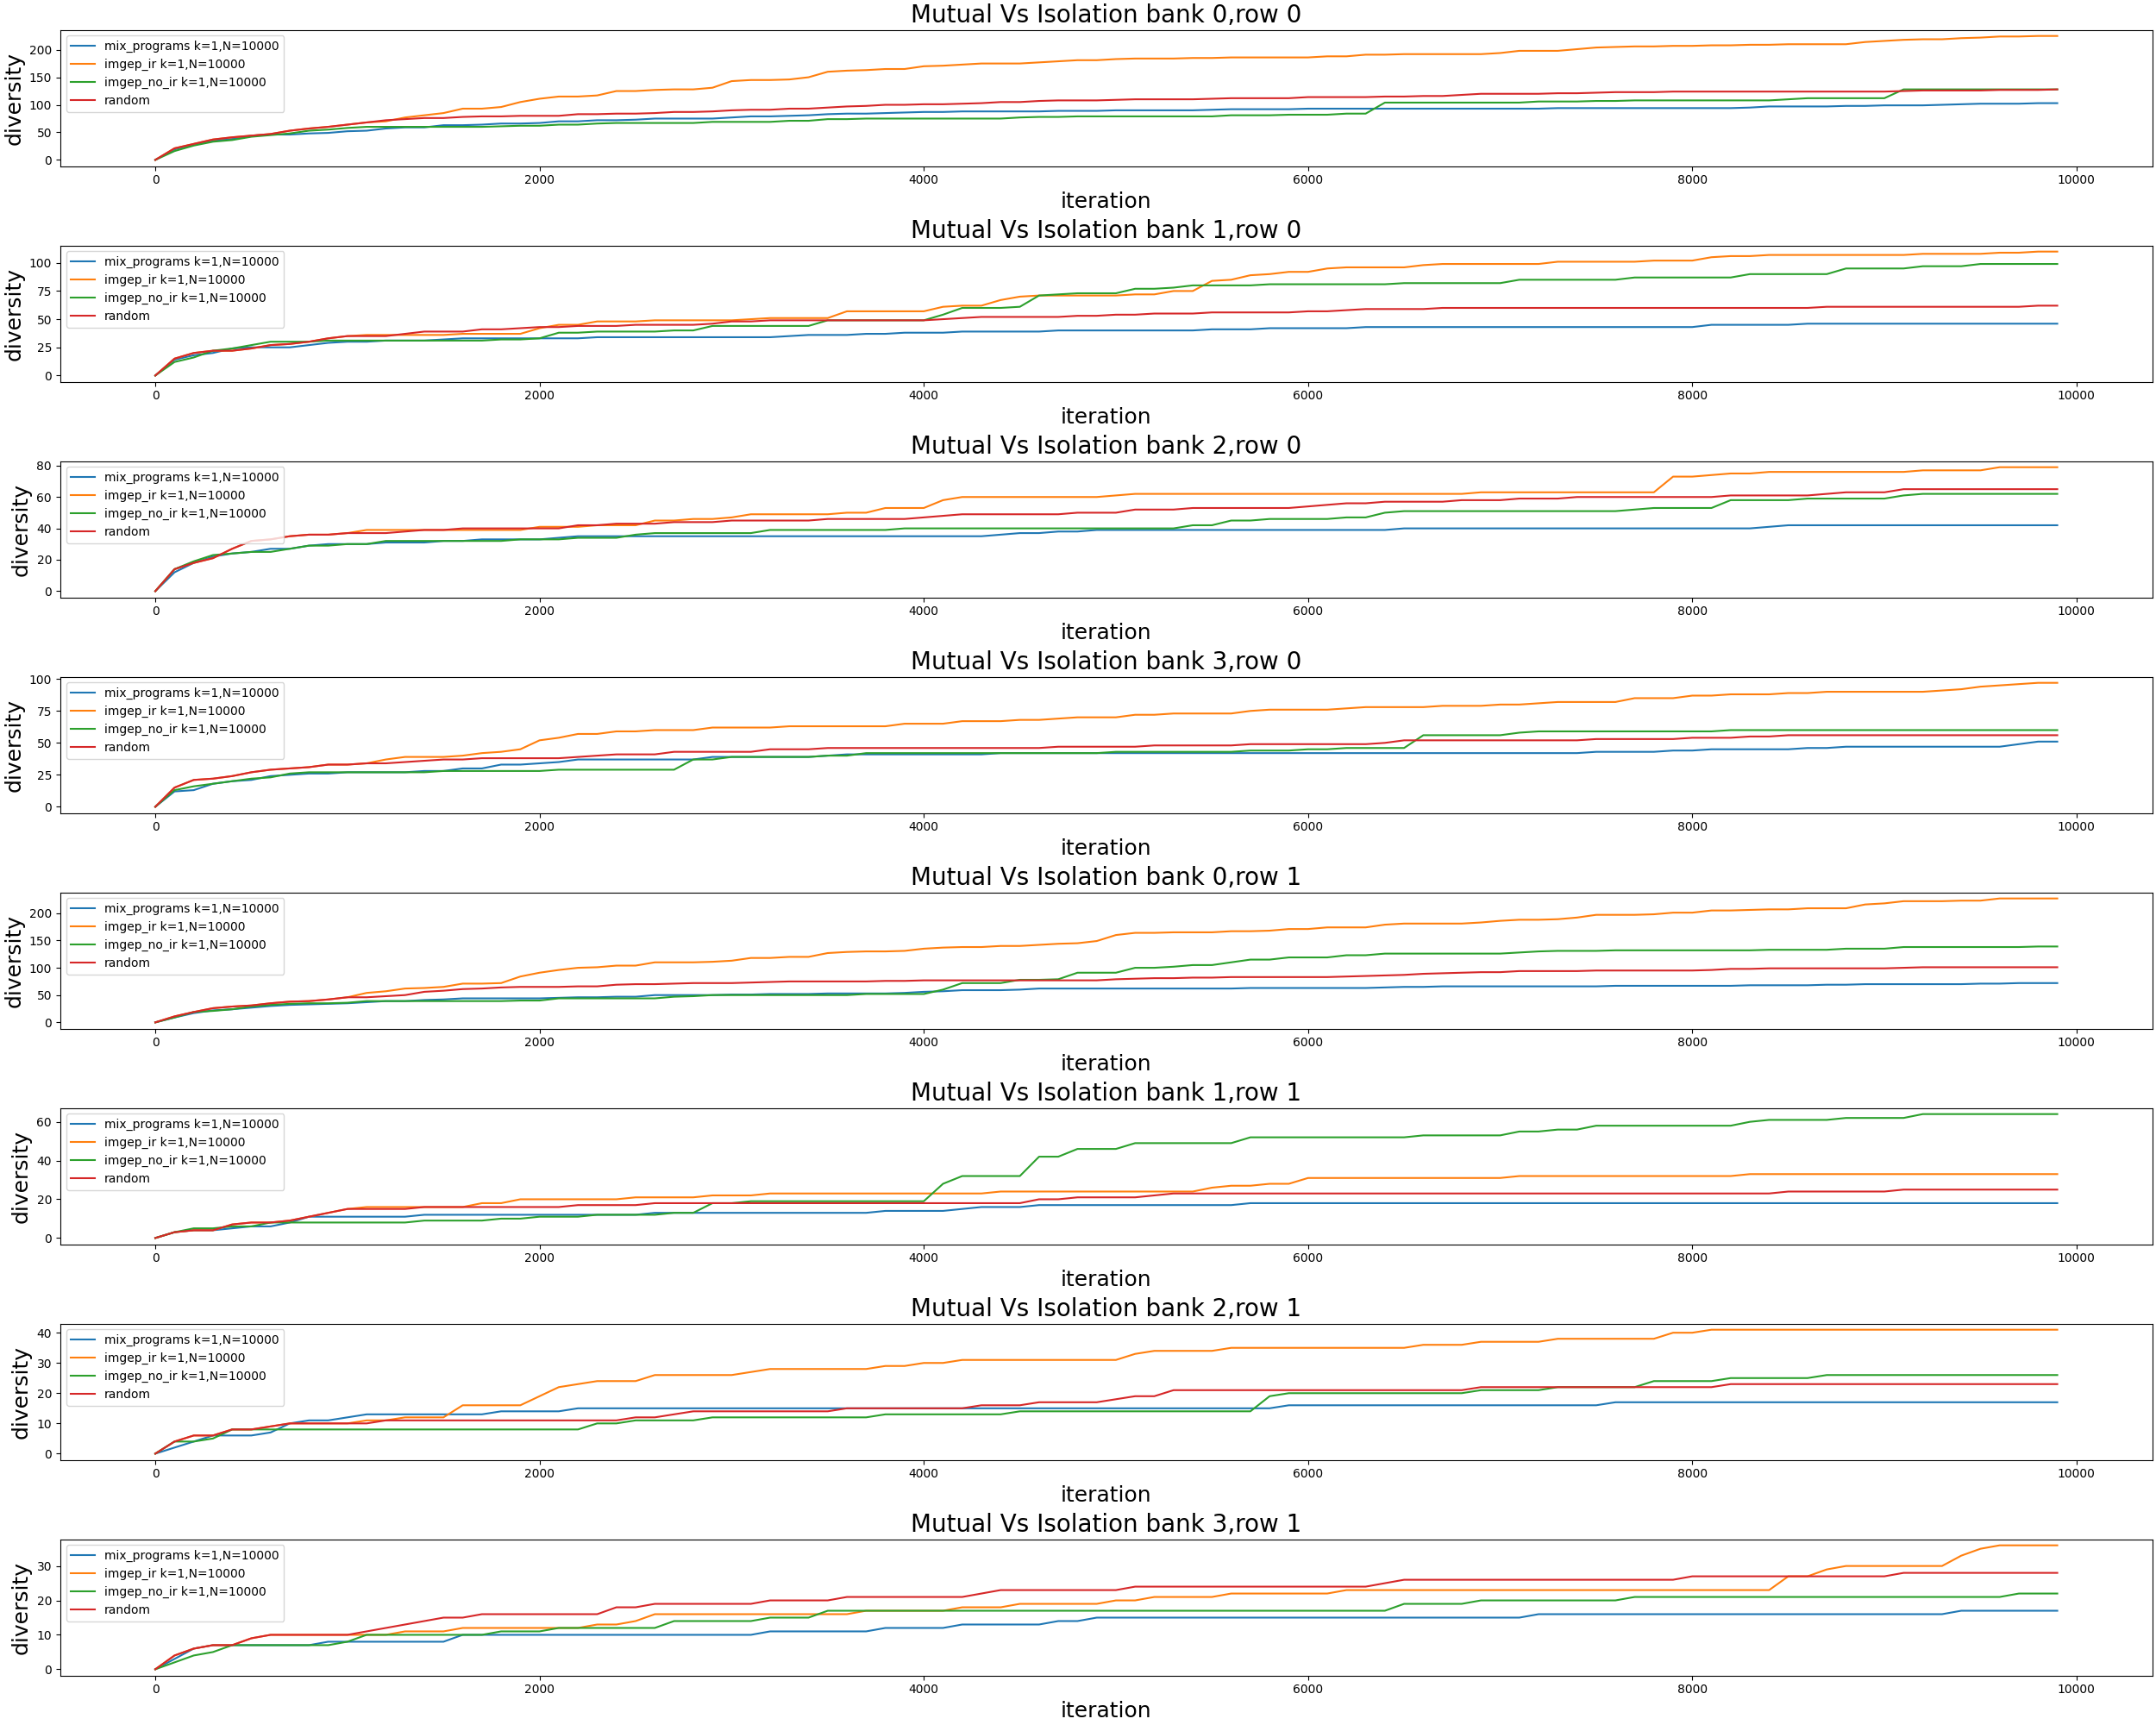 Mutual Vs Isolation bank 0,row 0
diversity
200
150
100
50
0
mix_programs k=1,N=10000
imgep_ir k=1,N=10000
imgep_no_ir k=1,N=10000
random
0 2000 4000 6000 8000 10000
iteration
Mutual Vs Isolation bank 1,row 0
diversity
100
75
50
25
0
mix_programs k=1,N=10000
imgep_ir k=1,N=10000
imgep_no_ir k=1,N=10000
random
0 2000 4000 6000 8000 10000
iteration
Mutual Vs Isolation bank 2,row 0
diversity
80
60
40
20
0
mix_programs k=1,N=10000
imgep_ir k=1,N=10000
imgep_no_ir k=1,N=10000
random
0 2000 4000 6000 8000 10000
iteration
Mutual Vs Isolation bank 3,row 0
diversity
100
75
50
25
0
mix_programs k=1,N=10000
imgep_ir k=1,N=10000
imgep_no_ir k=1,N=10000
random
0 2000 4000 6000 8000 10000
iteration
Mutual Vs Isolation bank 0,row 1
diversity
200
150
100
50
0
mix_programs k=1,N=10000
imgep_ir k=1,N=10000
imgep_no_ir k=1,N=10000
random
0 2000 4000 6000 8000 10000
iteration
Mutual Vs Isolation bank 1,row 1
diversity
60
40
20
0
mix_programs k=1,N=10000
imgep_ir k=1,N=10000
imgep_no_ir k=1,N=10000
random
0 2000 4000 6000 8000 10000
iteration
Mutual Vs Isolation bank 2,row 1
diversity
40
30
20
10
0
mix_programs k=1,N=10000
imgep_ir k=1,N=10000
imgep_no_ir k=1,N=10000
random
0 2000 4000 6000 8000 10000
iteration
Mutual Vs Isolation bank 3,row 1
diversity
30
20
10
0
mix_programs k=1,N=10000
imgep_ir k=1,N=10000
imgep_no_ir k=1,N=10000
random
0 2000 4000 6000 8000 10000
iteration